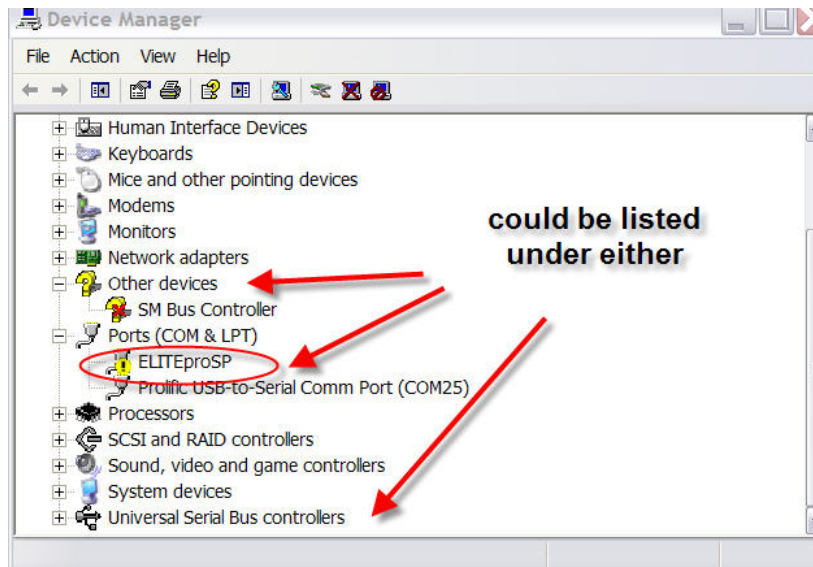 Device Manager
File Action View Help
Human Interface Devices
Keyboards
Mice and other pointing devices
Modems
Monitors
Network adapters
Other devices
SM Bus Controller
Ports (COM & LPT)
ELITEproSP
Prolific USB-to-Serial Comm Port (COM25)
Processors
SCSI and RAID controllers
Sound, video and game controllers
System devices
Universal Serial Bus controllers
could be listed
under either